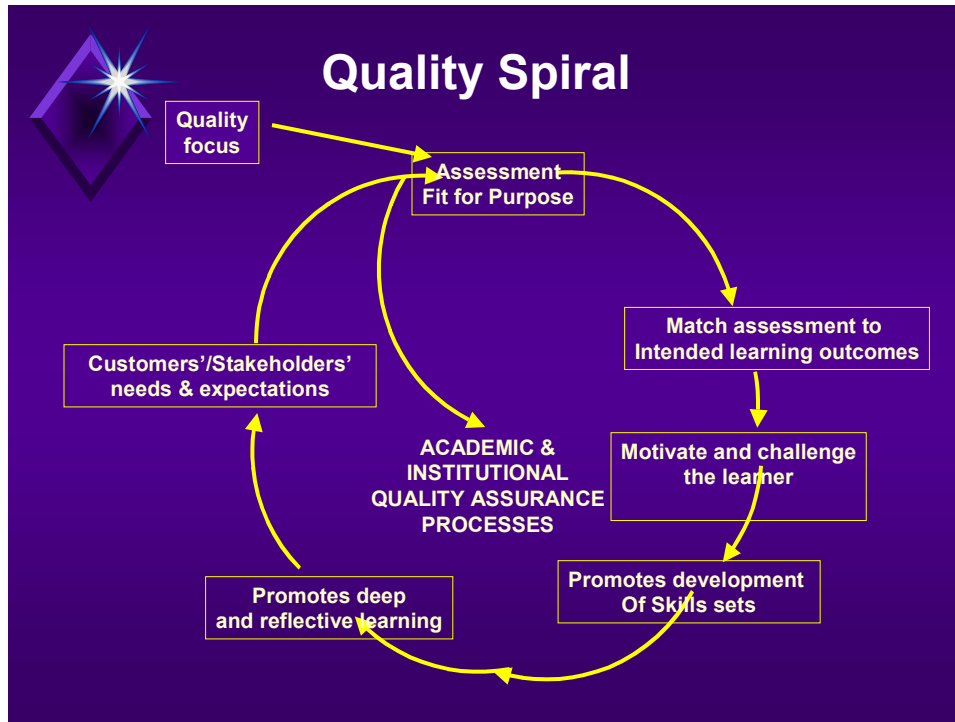 Quality Spiral
Quality
focus
Assessment
Fit for Purpose
Match assessment to
Intended learning outcomes
Customers'/Stakeholders'
needs & expectations
ACADEMIC &
INSTITUTIONAL
QUALITY ASSURANCE
PROCESSES
Motivate and challenge
the learner
Promotes development
Of Skills sets
Promotes deep
and reflective learning